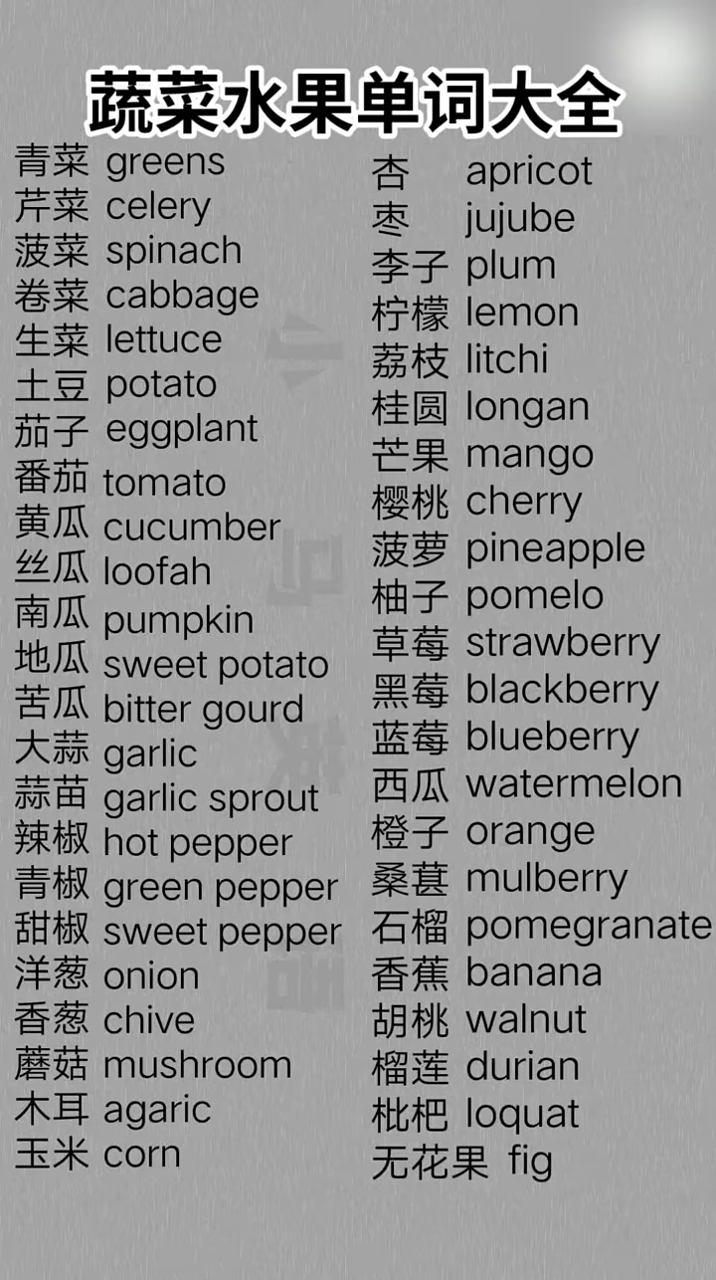 蔬菜水果单词大全
青菜 greens
芹菜 celery
菠菜 spinach
卷菜 cabbage
生菜 lettuce
土豆 potato
茄子 eggplant
番茄 tomato
黄瓜 cucumber
丝瓜 loofah
南瓜 pumpkin
地瓜 sweet potato
苦瓜 bitter gourd
大蒜 garlic
蒜苗 garlic sprout
辣椒 hot pepper
青椒 green pepper
甜椒 sweet pepper
洋葱 onion
香葱 chive
蘑菇 mushroom
木耳 agaric
玉米 corn
杏 apricot
枣 jujube
李子 plum
柠檬 lemon
荔枝 litchi
桂圆 longan
芒果 mango
樱桃 cherry
菠萝 pineapple
柚子 pomelo
草莓 strawberry
黑莓 blackberry
蓝莓 blueberry
西瓜 watermelon
橙子 orange
桑葚 mulberry
石榴 pomegranate
香蕉 banana
胡桃 walnut
榴莲 durian
枇杷 loquat
无花果 fig
小马英语